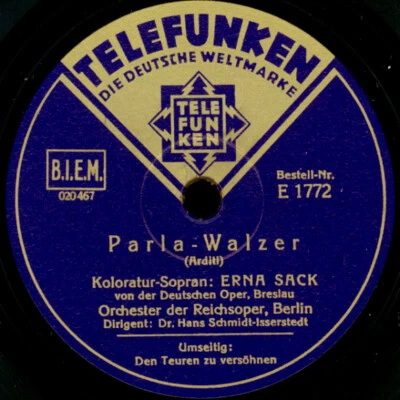 TELEFUNKEN
DIE DEUTSCHE WELTMARKE
TELE
FUN
KEN
B.I.E.M.
020467
Bestell-Nr.
E 1772
Parla-Walzer
(Arditi)
Koloratur-Sopran: ERNA SACK
von der Deutschen Oper, Breslau
Orchester der Reichsoper, Berlin
Dirigent: Dr. Hans Schmidt-Isserstedt
Umseitig:
Den Teuren zu versöhnen